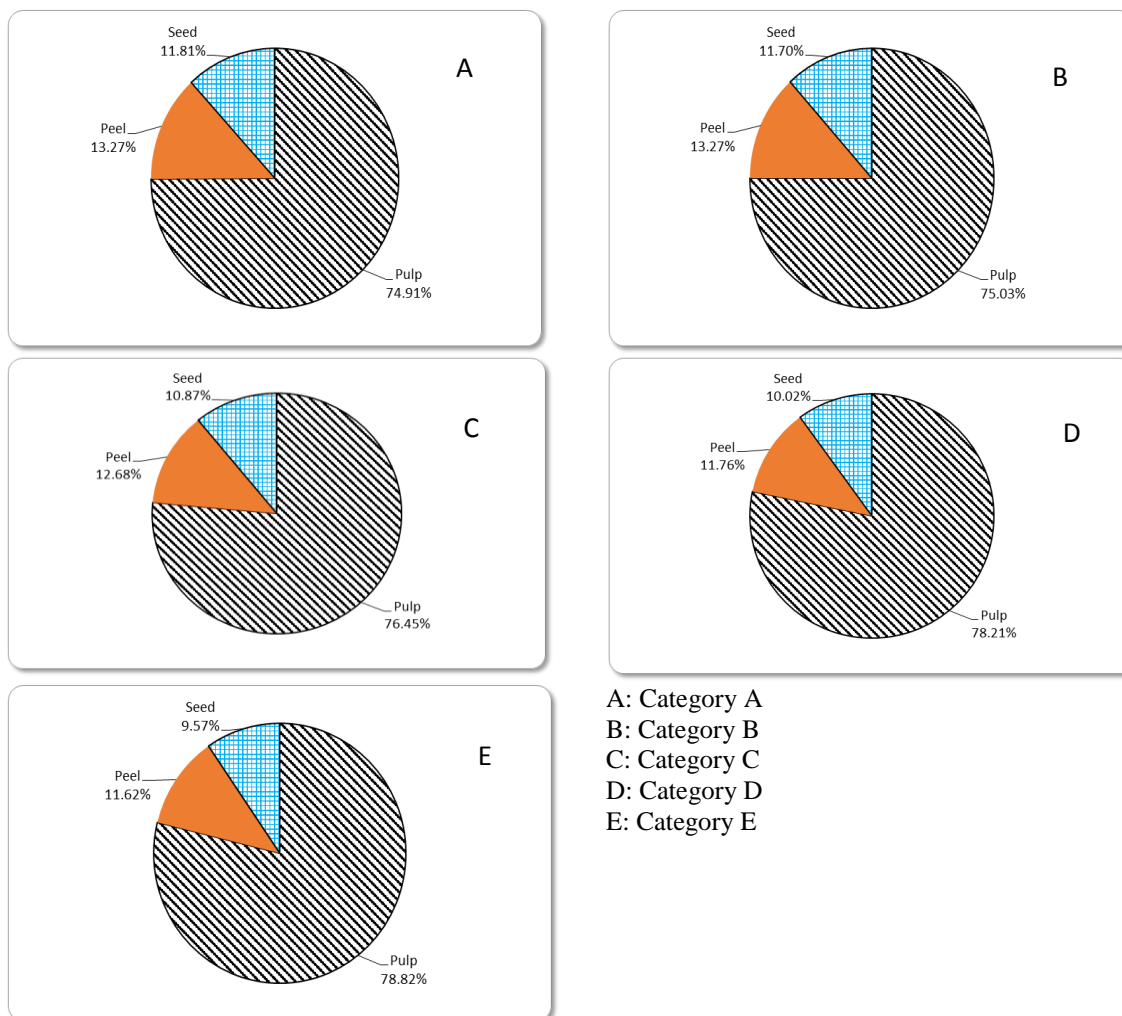 Seed
11.81%
A
Peel
13.27%
Pulp
74.91%
Seed
11.70%
B
Peel
13.27%
Pulp
75.03%
Seed
10.87%
C
Peel
12.68%
Pulp
76.45%
Seed
10.02%
D
Peel
11.76%
Pulp
78.21%
Seed
9.57%
E
Peel
11.62%
Pulp
78.82%
A: Category A
B: Category B
C: Category C
D: Category D
E: Category E